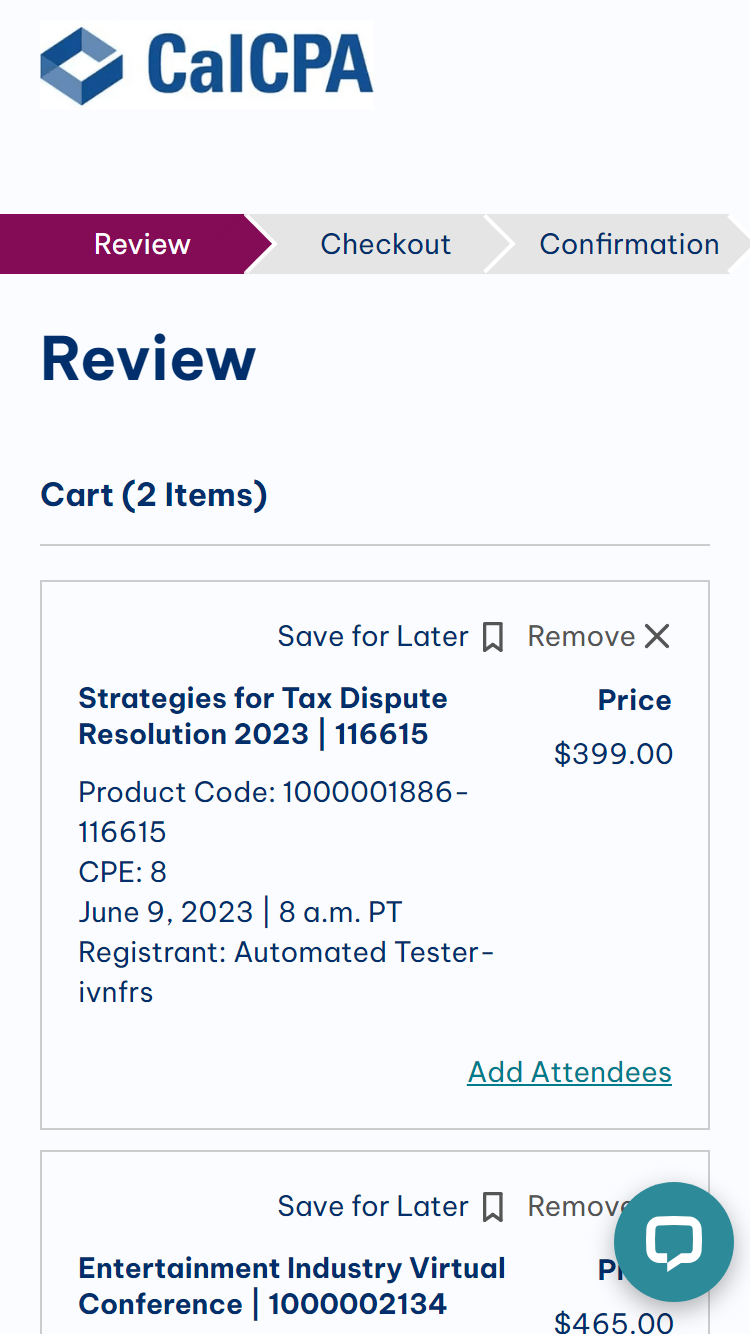 CalCPA
Review
Checkout
Confirmation
Review
Cart (2 Items)
Save for Later
Remove
Strategies for Tax Dispute
Resolution 2023 | 116615
Price
$399.00
Product Code: 1000001886-
116615
CPE: 8
June 9, 2023 | 8 a.m. PT
Registrant: Automated Tester-
ivnfrs
Add Attendees
Save for Later
Remove
Entertainment Industry Virtual
Conference | 1000002134
$465.00